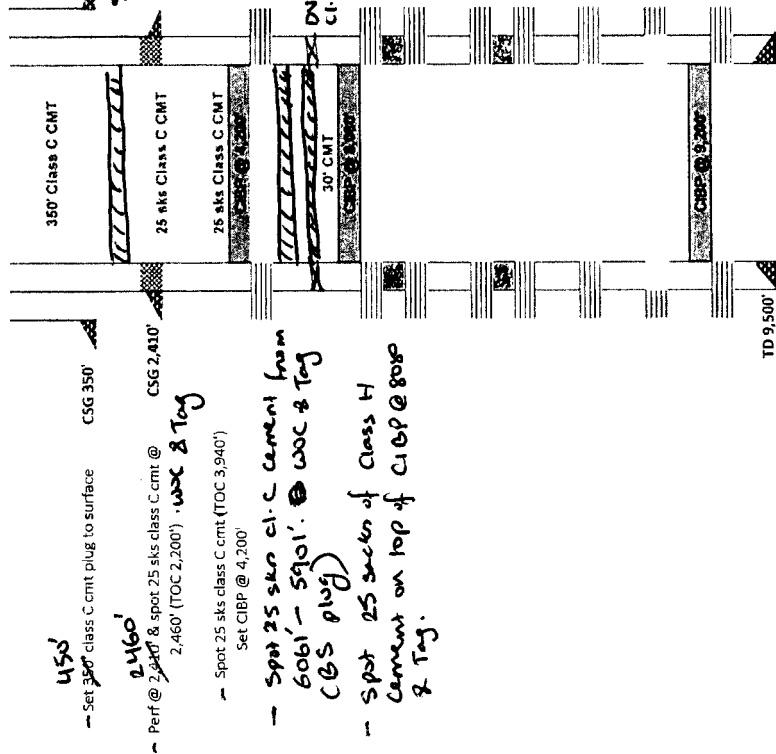 450'
– Set 350' class C cmt plug to surface
CSG 350'
2460'
– Perf @ 2,410' & spot 25 sks class C cmt @
2,460' (TOC 2,200') . WOC & Tag
CSG 2,410'
– Spot 25 sks class C cmt (TOC 3,940')
Set CIBP @ 4,200'
– Spot 25 sks cl. C cement from
6061' – 5901'. WOC & Tag
(BS plug)
– Spot 25 sacks of Class H
cement on top of CIBP @ 8080
& Tag.
350' Class C CMT
25 sks Class C CMT
25 sks Class C CMT
CIBP @ 4,200'
30' CMT
CIBP @ 9,200'
TD 9,500'